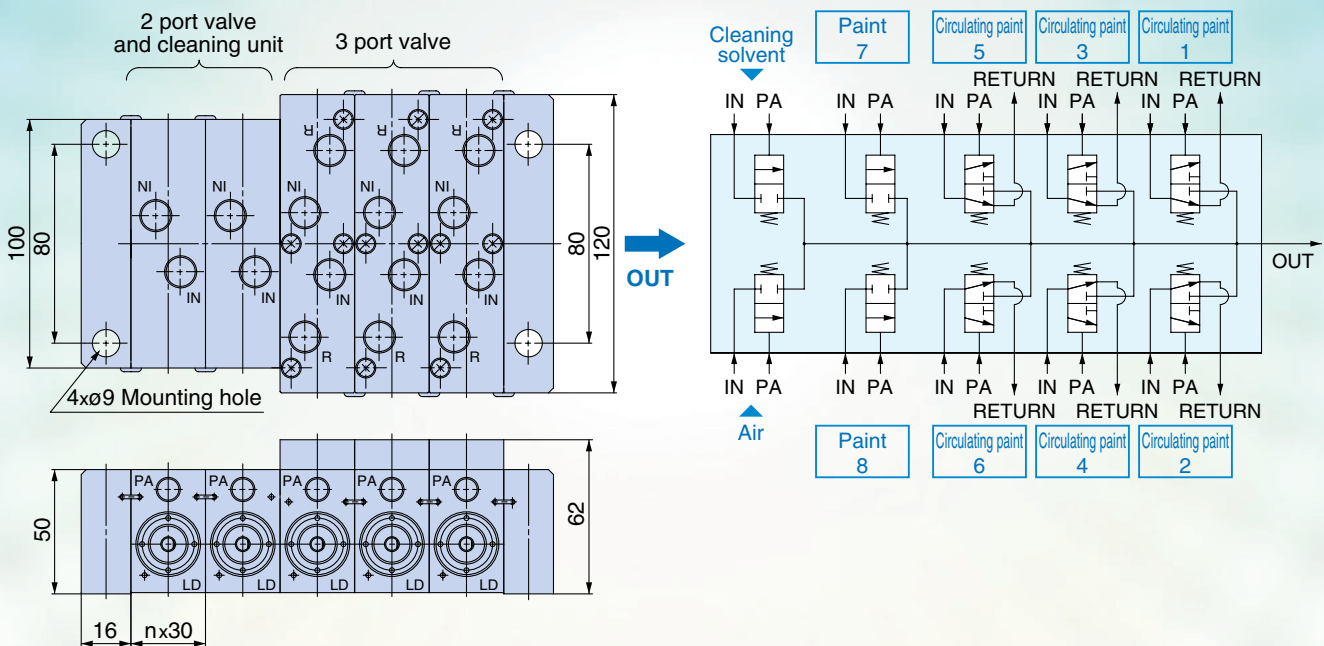 2 port valve
and cleaning unit
3 port valve
R R R
NI NI NI NI NI
IN IN IN IN IN
R R
100
80
80
120
4xø9 Mounting hole
OUT
PA PA PA PA PA
LD LD LD LD LD
50
62
16
nx30
Cleaning
solvent
Paint
7
Circulating paint
5
Circulating paint
3
Circulating paint
1
RETURN RETURN RETURN
IN PA IN PA IN PA IN PA IN PA
OUT
IN PA IN PA IN PA IN PA IN PA
RETURN RETURN RETURN
Air
Paint
8
Circulating paint
6
Circulating paint
4
Circulating paint
2